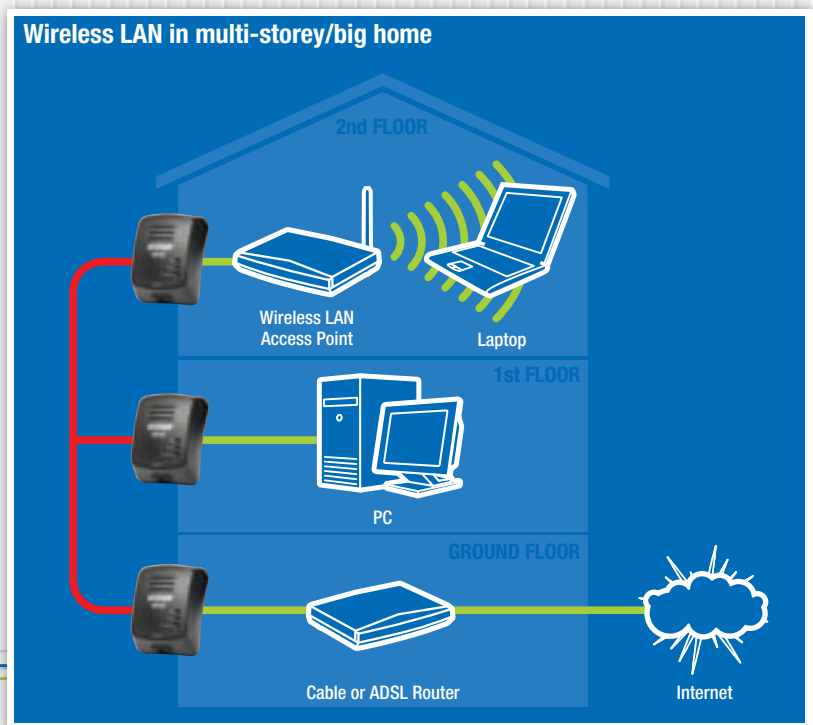 Wireless LAN in multi-storey/big home
2nd FLOOR
Wireless LAN
Access Point
Laptop
1st FLOOR
PC
GROUND FLOOR
Cable or ADSL Router
Internet